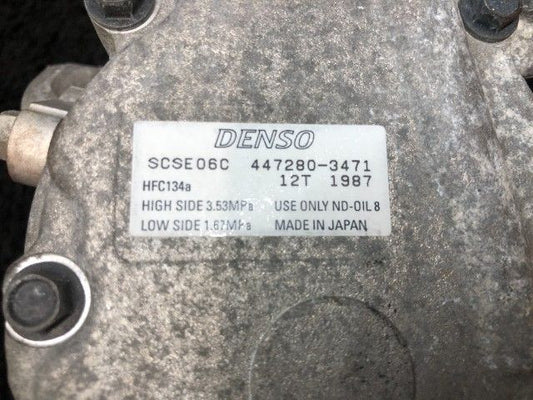 DENSO
SCSE06C 447280-3471
HFC134a 12T 1987
HIGH SIDE 3.53MPa USE ONLY ND-OIL 8
LOW SIDE 1.67MPa MADE IN JAPAN